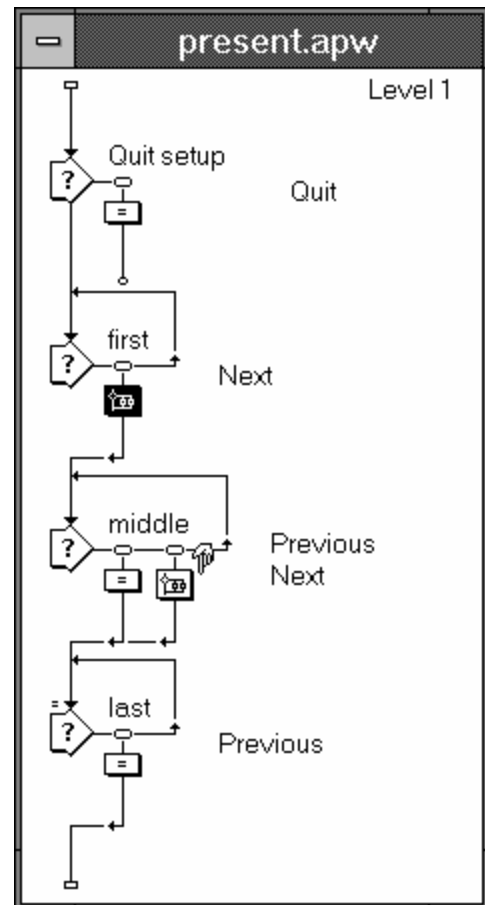 present.apw
Level 1
Quit setup
?
Quit
=
first
?
Next
middle
?
Previous
=
Next
=
last
?
Previous
=